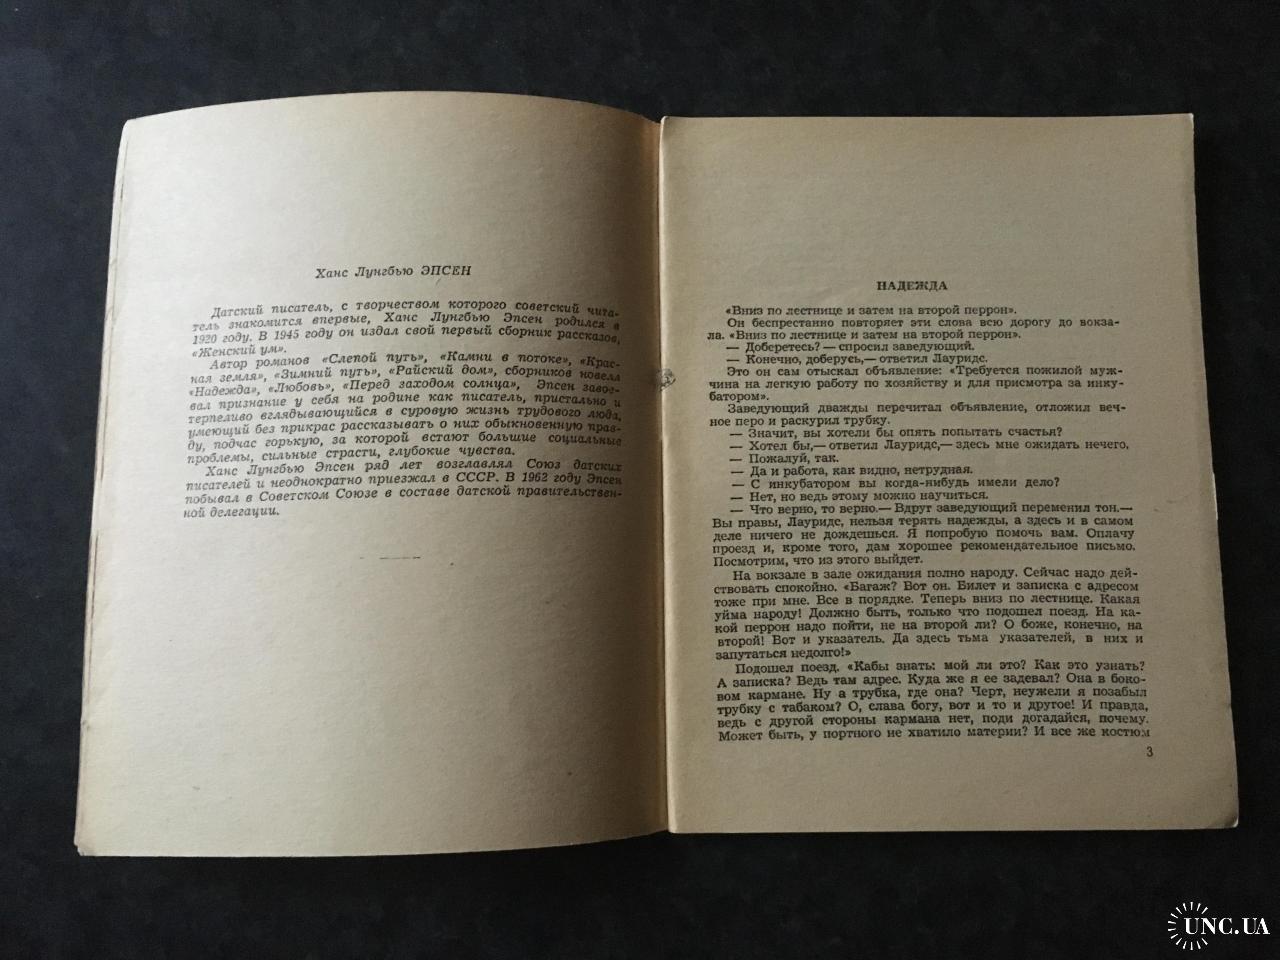 Ханс Лунгбью ЭПСЕН
Датский писатель, с творчеством которого советский чита-
тель знакомится впервые, Ханс Лунгбью Эпсен родился в
1920 году. В 1945 году он издал свой первый сборник рассказов,
«Женский ум».
Автор романов «Слепой путь», «Камни в потоке», «Крас-
ная земля», «Зимний путь», «Райский дом», сборников новелл
«Надежда», «Любовь», «Перед заходом солнца», Эпсен завое-
вал признание у себя на родине как писатель, пристально и
терпеливо вглядывающийся в суровую жизнь трудового люда,
умеющий без прикрас рассказывать о них обыкновенную прав-
ду, подчас горькую, за которой встают большие социальные
проблемы, сильные страсти, глубокие чувства.
Ханс Лунгбью Эпсен ряд лет возглавлял Союз датских
писателей и неоднократно приезжал в СССР. В 1962 году Эпсен
побывал в Советском Союзе в составе датской правительствен-
ной делегации.
НАДЕЖДА
«Вниз по лестнице и затем на второй перрон».
Он беспрестанно повторяет эти слова всю дорогу до вокза-
ла. «Вниз по лестнице и затем на второй перрон».
— Доберетесь? — спросил заведующий.
— Конечно, доберусь,— ответил Лауридс.
Это он сам отыскал объявление: «Требуется пожилой муж-
чина на легкую работу по хозяйству и для присмотра за инку-
батором».
Заведующий дважды перечитал объявление, отложил веч-
ное перо и раскурил трубку.
— Значит, вы хотели бы опять попытать счастья?
— Хотел бы,— ответил Лауридс,— здесь мне ожидать нечего.
— Пожалуй, так.
— Да и работа, как видно, нетрудная.
— С инкубатором вы когда-нибудь имели дело?
— Нет, но ведь этому можно научиться.
— Что верно, то верно.— Вдруг заведующий переменил тон.—
Вы правы, Лауридс, нельзя терять надежды, а здесь и в самом
деле ничего не дождешься. Я попробую помочь вам. Оплачу
проезд и, кроме того, дам хорошее рекомендательное письмо.
Посмотрим, что из этого выйдет.
На вокзале в зале ожидания полно народу. Сейчас надо дей-
ствовать спокойно. «Багаж? Вот он. Билет и записка с адресом
тоже при мне. Все в порядке. Теперь вниз по лестнице. Какая
уйма народу! Должно быть, только что подошел поезд. На ка-
кой перрон надо пойти, не на второй ли? О боже, конечно, на
второй! Вот и указатель. Да здесь тьма указателей, в них и
запутаться недолго!»
Подошел поезд. «Кабы знать: мой ли это? Как это узнать?
А записка? Ведь там адрес. Куда же я ее задевал? Она в боко-
вом кармане. Ну а трубка, где она? Черт, неужели я позабыл
трубку с табаком? О, слава богу, вот и то и другое! И правда,
ведь с другой стороны кармана нет, поди догадайся, почему.
Может быть, у портного не хватило материи? И все же костюм
3
UNC.UA